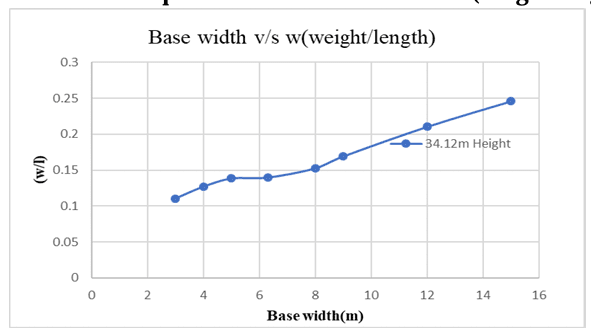 Base width v/s w(weight/length)
0.3
0.25
0.2
0.15
0.1
0.05
0
(w/l)
34.12m Height
0 2 4 6 8 10 12 14 16
Base width(m)